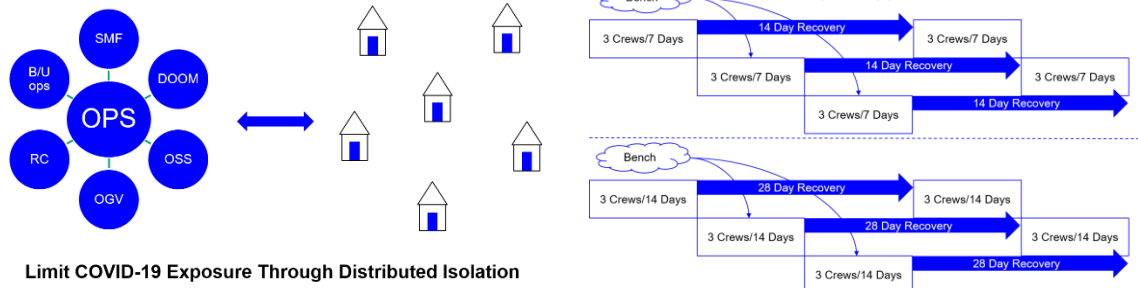 SMF
B/U
ops
DOOM
OPS
RC
OSS
OGV
Limit COVID-19 Exposure Through Distributed Isolation
Bench
3 Crews/7 Days
14 Day Recovery
3 Crews/7 Days
3 Crews/7 Days
14 Day Recovery
3 Crews/7 Days
3 Crews/7 Days
14 Day Recovery
Bench
3 Crews/14 Days
28 Day Recovery
3 Crews/14 Days
3 Crews/14 Days
28 Day Recovery
3 Crews/14 Days
3 Crews/14 Days
28 Day Recovery